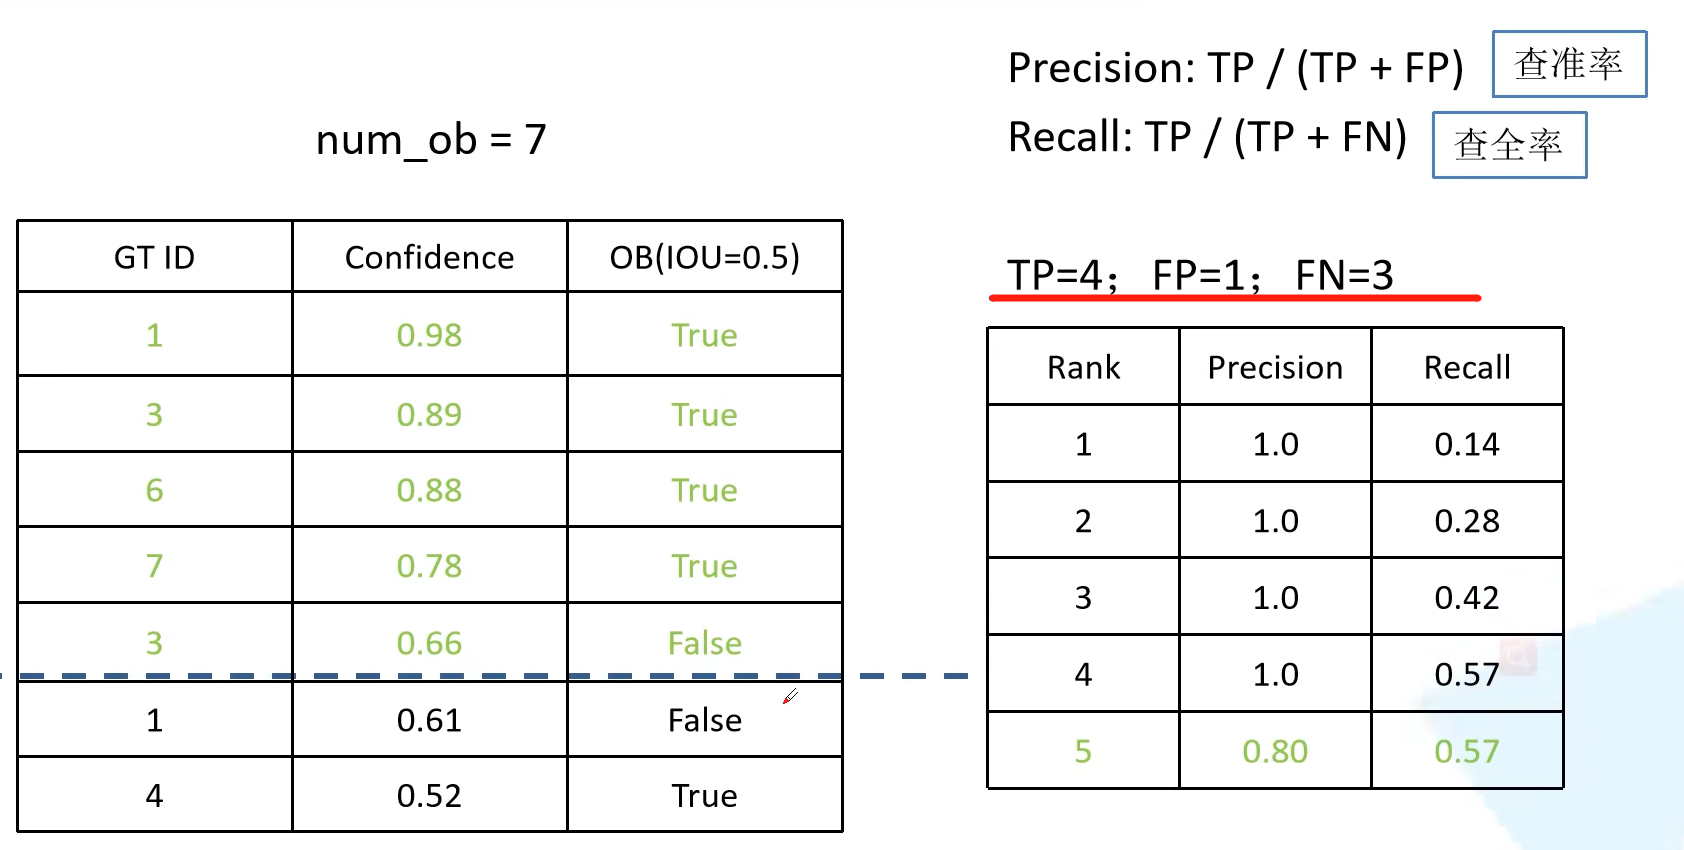 Precision: TP / (TP + FP) 查准率
num_ob = 7
Recall: TP / (TP + FN) 查全率
GT ID Confidence OB(IOU=0.5)
1 0.98 True
3 0.89 True
6 0.88 True
7 0.78 True
3 0.66 False
1 0.61 False
4 0.52 True
TP=4； FP=1； FN=3
Rank Precision Recall
1 1.0 0.14
2 1.0 0.28
3 1.0 0.42
4 1.0 0.57
5 0.80 0.57